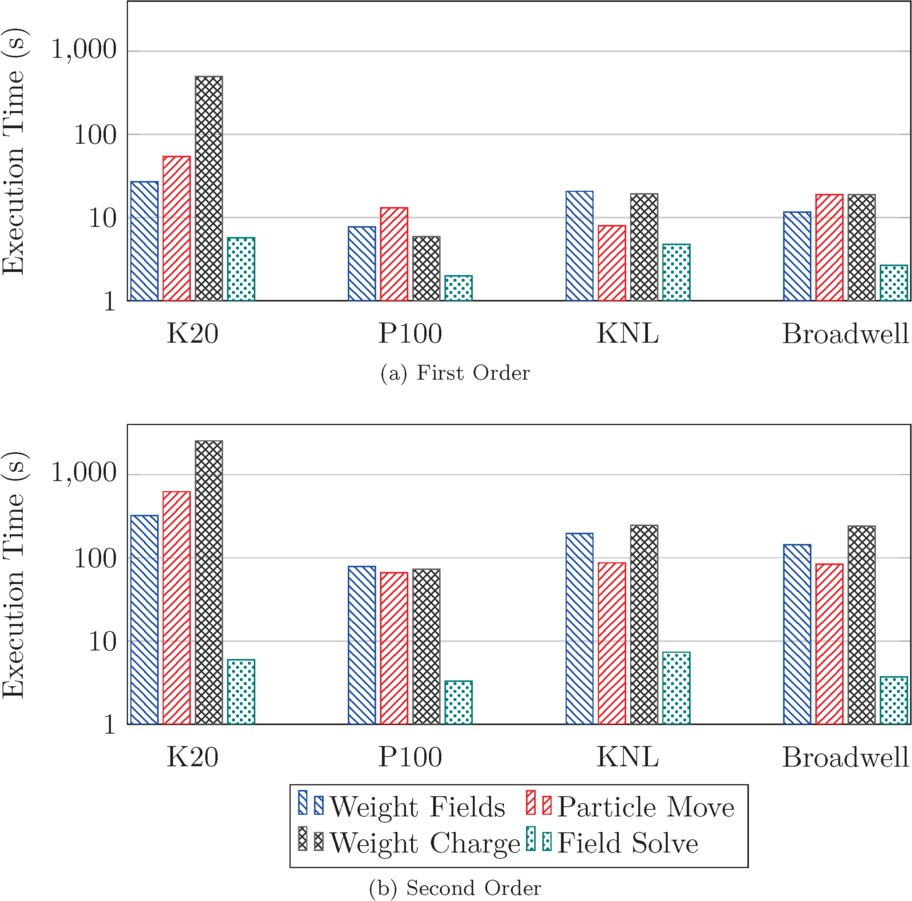 Execution Time (s)
1,000
100
10
1
K20 P100 KNL Broadwell
(a) First Order
Execution Time (s)
1,000
100
10
1
K20 P100 KNL Broadwell
Weight Fields Particle Move
Weight Charge Field Solve
(b) Second Order